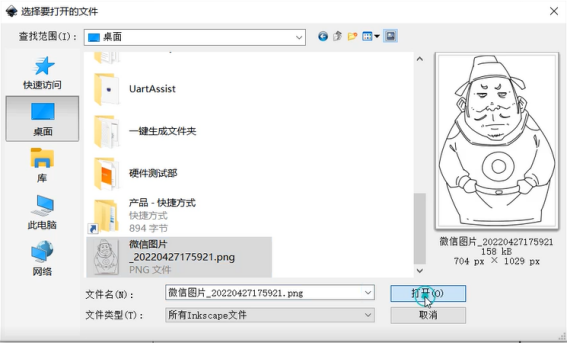 选择要打开的文件
查找范围(I): 桌面
快速访问
桌面
库
此电脑
网络
UartAssist
一键生成文件夹
硬件测试部
产品 - 快捷方式
快捷方式
894 字节
微信图片
_20220427175921.png
PNG 文件
微信图片_20220427175921
158 kB
704 px × 1029 px
文件名(N): 微信图片_20220427175921.png 打开(O)
文件类型(T): 所有Inkscape文件 取消